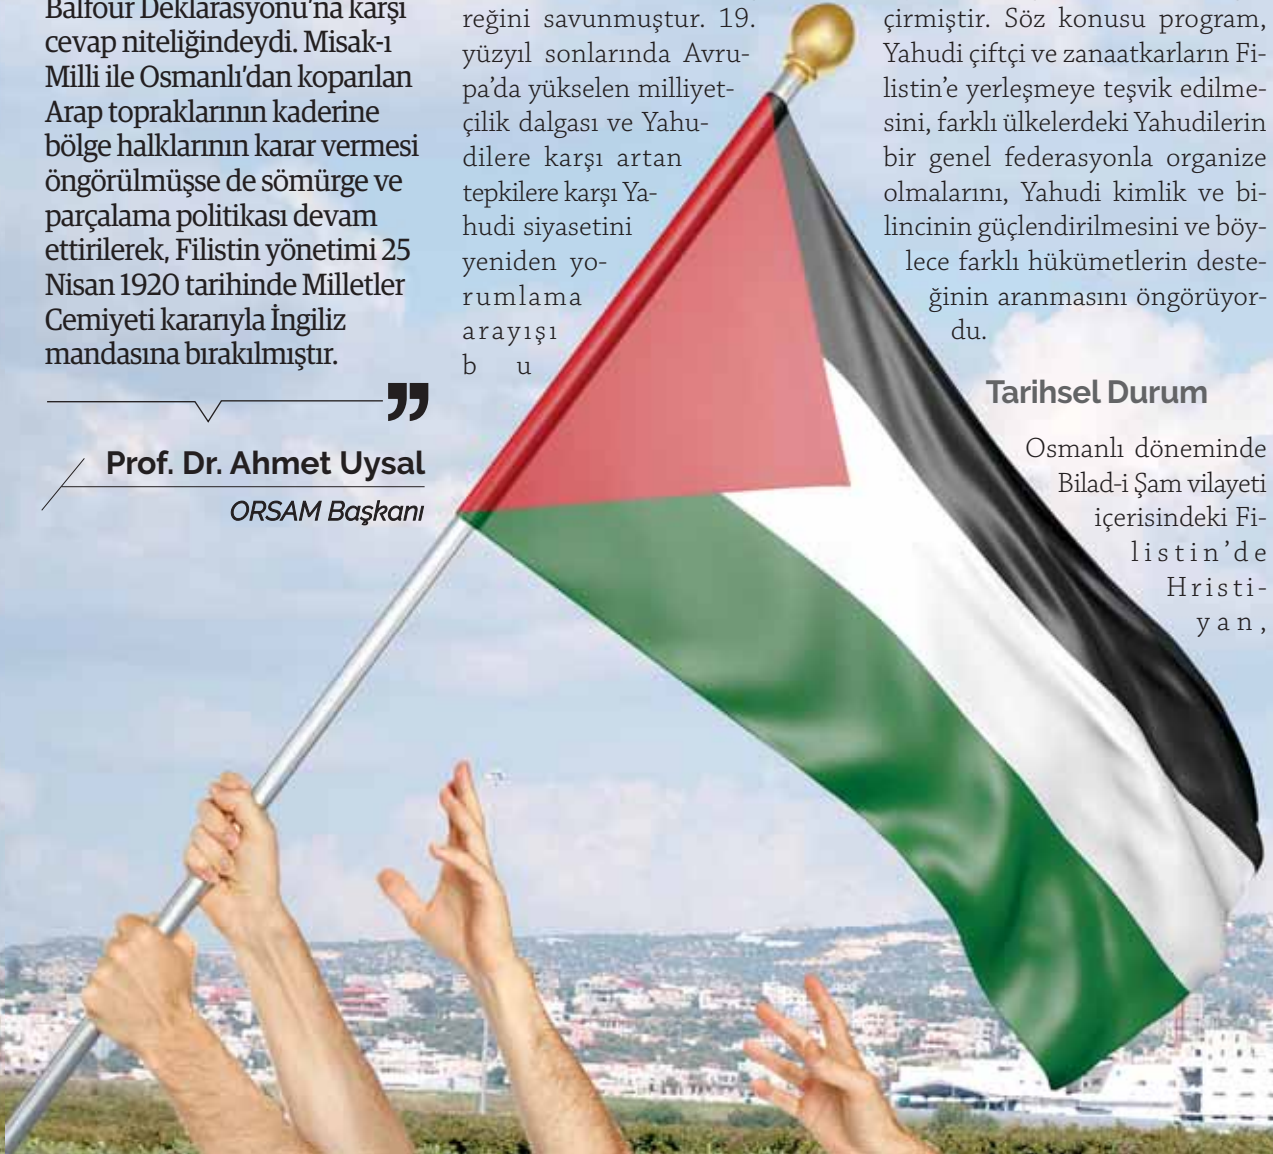 Balfour Deklarasyonu'na karşı
cevap niteliğindeydi. Misak-ı
Milli ile Osmanlı'dan koparılan
Arap topraklarının kaderine
bölge halklarının karar vermesi
öngörülmüşse de sömürge ve
parçalama politikası devam
ettirilerek, Filistin yönetimi 25
Nisan 1920 tarihinde Milletler
Cemiyeti kararıyla İngiliz
mandasına bırakılmıştır.
”
Prof. Dr. Ahmet Uysal
ORSAM Başkanı
reğini savunmuştur. 19.
yüzyıl sonlarında Avru-
pa’da yükselen milliyet-
çilik dalgası ve Yahu-
dilere karşı artan
tepkilere karşı Ya-
hudi siyasetini
yeniden yo-
rumlama
arayışı
b u
çirmiştir. Söz konusu program,
Yahudi çiftçi ve zanaatkarların Fi-
listin’e yerleşmeye teşvik edilme-
sini, farklı ülkelerdeki Yahudilerin
bir genel federasyonla organize
olmalarını, Yahudi kimlik ve bi-
lincinin güçlendirilmesini ve böy-
lece farklı hükümetlerin deste-
ğinin aranmasını öngörüyor-
du.
Tarihsel Durum
Osmanlı döneminde
Bilad-i Şam vilayeti
içerisindeki Fi-
listin’de
Hristi-
yan,